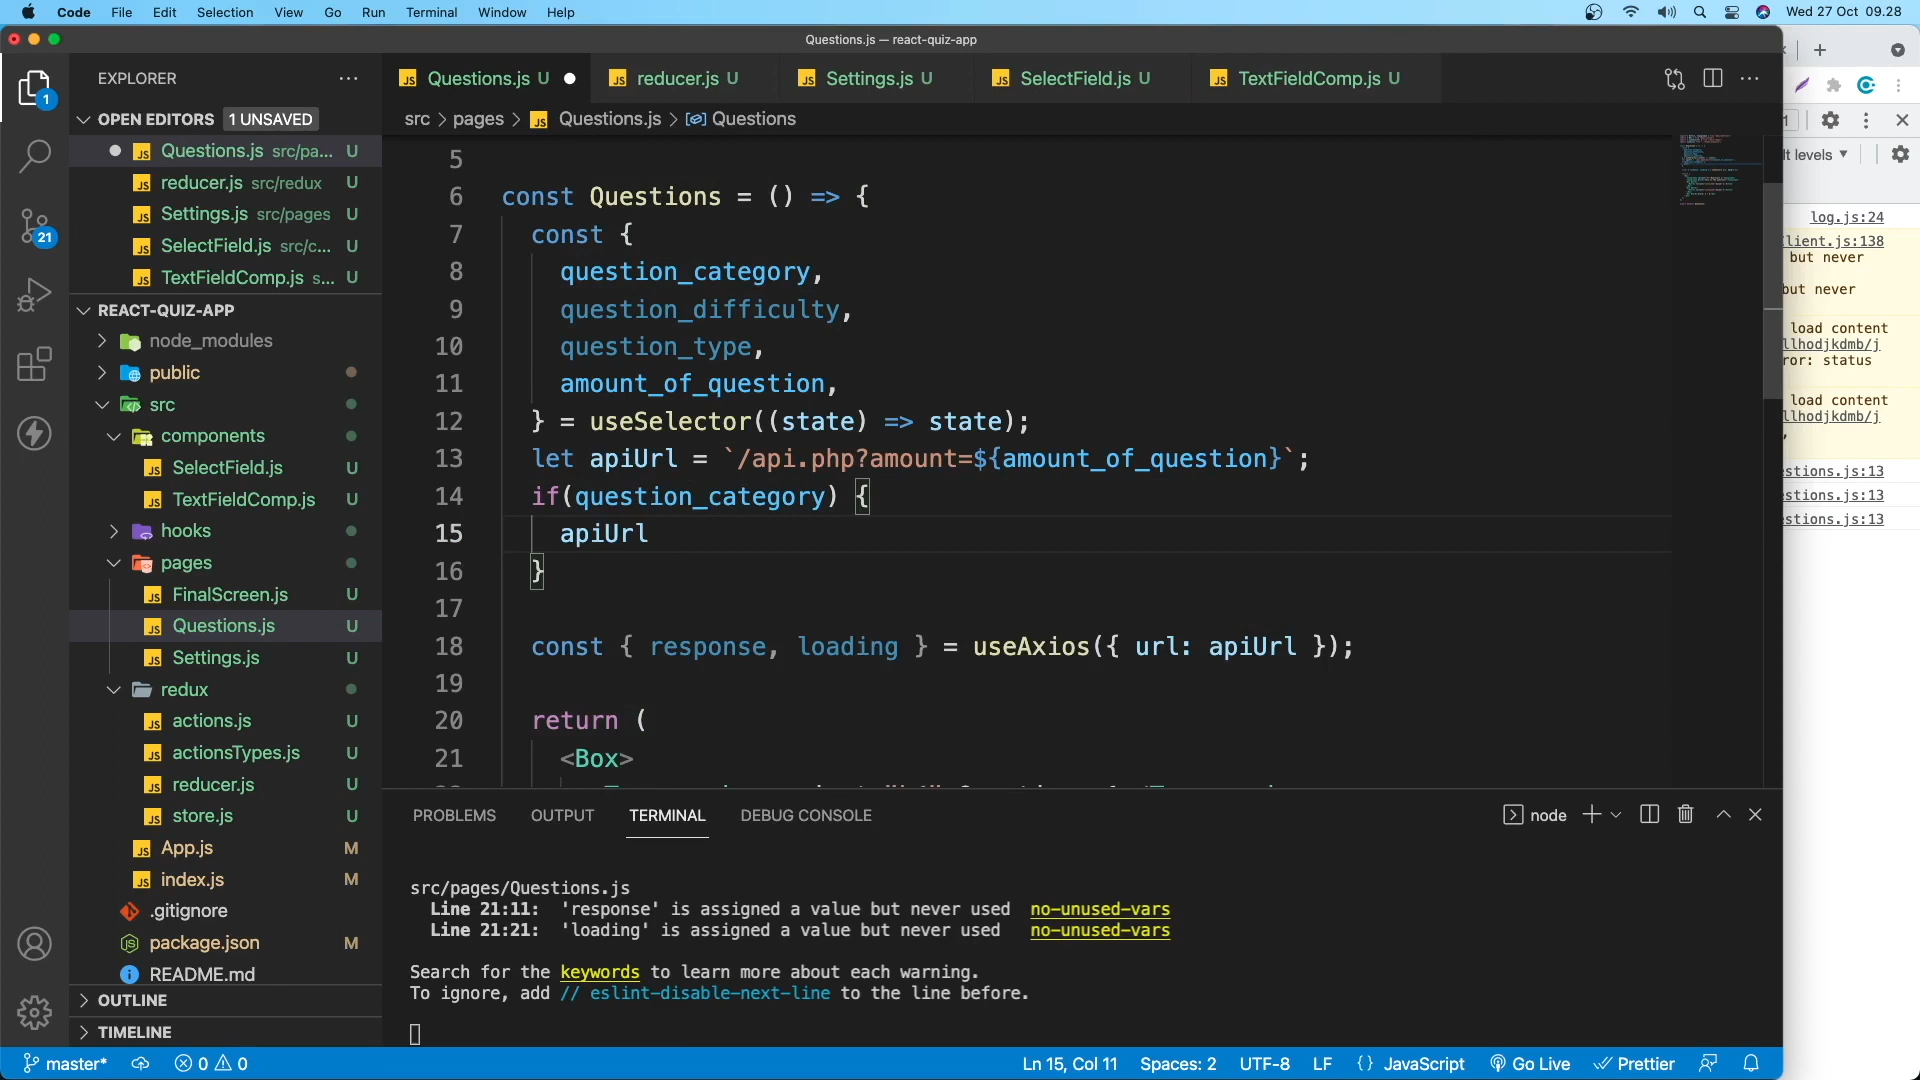 Code File Edit Selection View Go Run Terminal Window Help Wed 27 Oct 09.28
Questions.js — react-quiz-app
EXPLORER
Questions.js U reducer.js U Settings.js U SelectField.js U TextFieldComp.js U
OPEN EDITORS 1 UNSAVED
src > pages > Questions.js > Questions
Questions.js src/pa... U
reducer.js src/redux U
Settings.js src/pages U
SelectField.js src/c... U
TextFieldComp.js s... U
REACT-QUIZ-APP
node_modules
public
src
components
SelectField.js U
TextFieldComp.js U
hooks
pages
FinalScreen.js U
Questions.js U
Settings.js U
redux
actions.js U
actionsTypes.js U
reducer.js U
store.js U
App.js M
index.js M
.gitignore
package.json M
README.md
OUTLINE
TIMELINE
1
21
5
6 const Questions = () => {
7 const {
8 question_category,
9 question_difficulty,
10 question_type,
11 amount_of_question,
12 } = useSelector((state) => state);
13 let apiUrl = `/api.php?amount=${amount_of_question}`;
14 if(question_category) {
15 apiUrl
16 }
17
18 const { response, loading } = useAxios({ url: apiUrl });
19
20 return (
21 <Box>
PROBLEMS OUTPUT TERMINAL DEBUG CONSOLE node
src/pages/Questions.js
Line 21:11: 'response' is assigned a value but never used no-unused-vars
Line 21:21: 'loading' is assigned a value but never used no-unused-vars
Search for the keywords to learn more about each warning.
To ignore, add // eslint-disable-next-line to the line before.
1
lt levels
log.js:24
lient.js:138
but never
but never
load content
llhodjkdmb/j
ror: status
load content
llhodjkdmb/j
,
stions.js:13
stions.js:13
stions.js:13
master* 0 0 Ln 15, Col 11 Spaces: 2 UTF-8 LF {} JavaScript Go Live Prettier